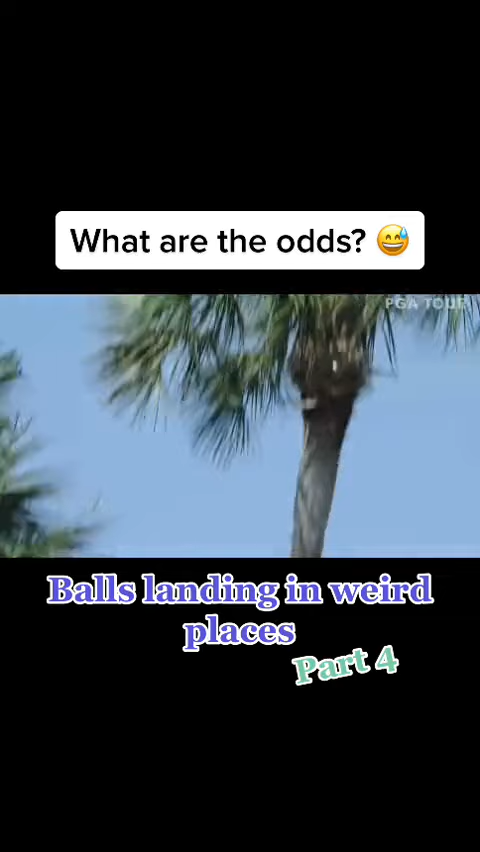 What are the odds? 😅
PGA TOUR
Balls landing in weird
places
Part 4